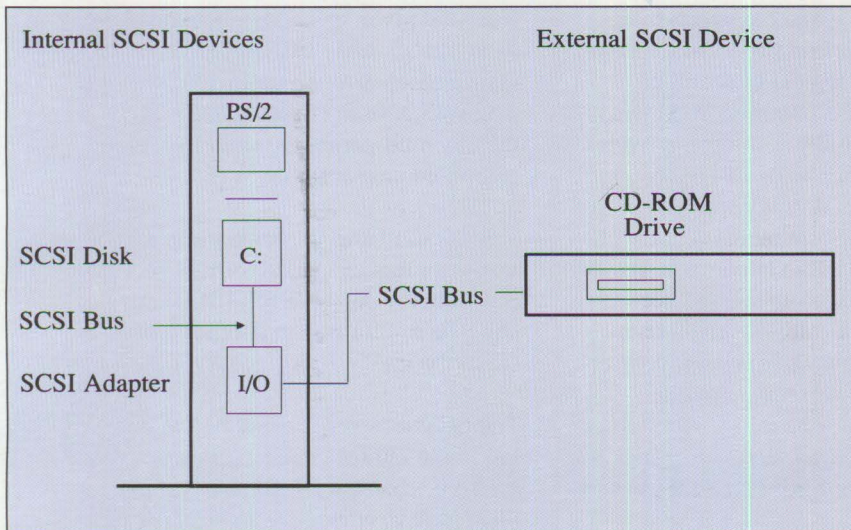 Internal SCSI Devices
External SCSI Device
PS/2
CD-ROM
Drive
SCSI Disk
C:
SCSI Bus
SCSI Bus
SCSI Adapter
I/O